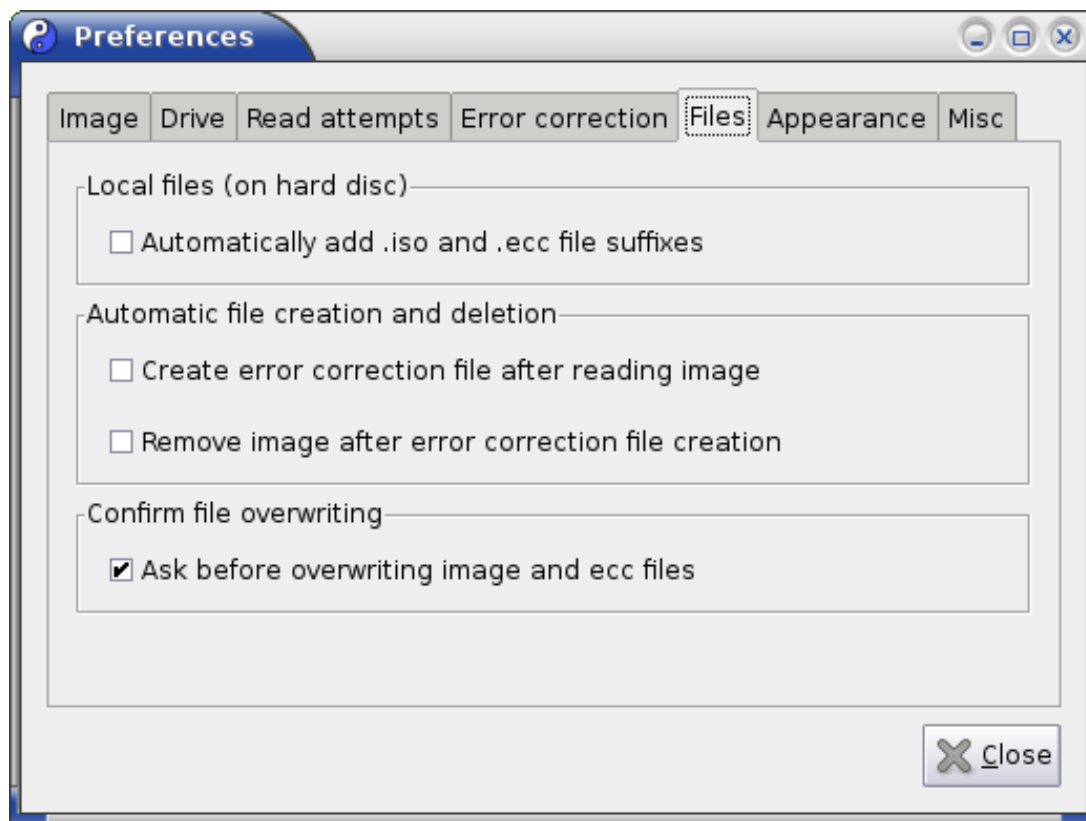 Preferences
Image Drive Read attempts Error correction Files Appearance Misc
Local files (on hard disc)
Automatically add .iso and .ecc file suffixes
Automatic file creation and deletion
Create error correction file after reading image
Remove image after error correction file creation
Confirm file overwriting
Ask before overwriting image and ecc files
Close